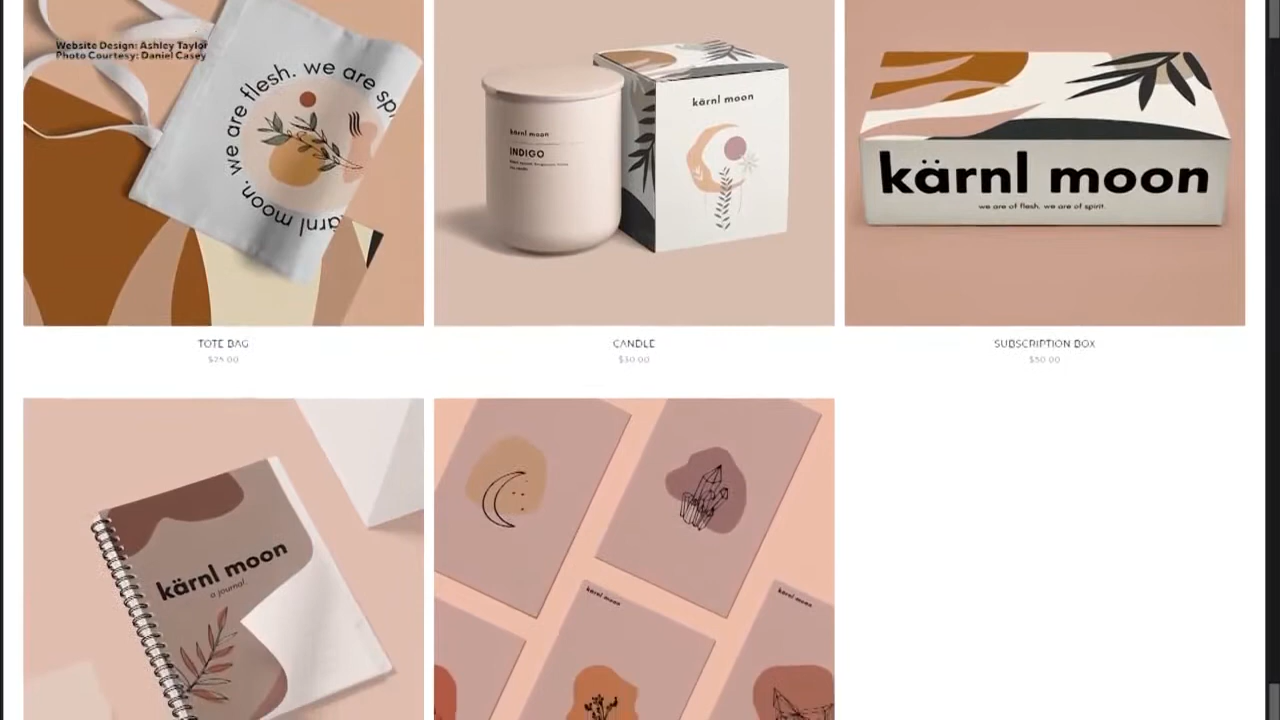 Website Design: Ashley Taylor
Photo Courtesy: Daniel Casey
we are flesh. we are spi
kärnl moon.
kärnl moon
INDIGO
kärnl moon
kärnl moon
we are of flesh. we are of spirit.
TOTE BAG
$25.00
CANDLE
$30.00
SUBSCRIPTION BOX
$50.00
kärnl moon
a journal.
kärnl moon
kärnl moon